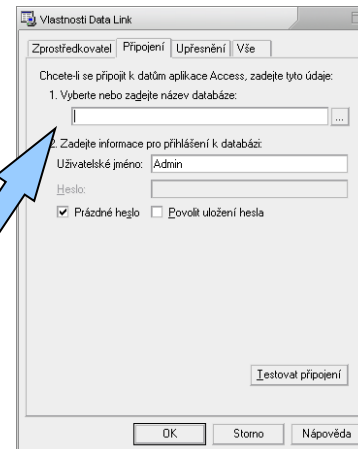 Vlastnosti Data Link
Zprostředkovatel Připojení Upřesnění Vše
Chcete-li se připojit k datům aplikace Access, zadejte tyto údaje:
1. Vyberte nebo zadejte název databáze:
...
2. Zadejte informace pro přihlášení k databázi:
Uživatelské jméno: Admin
Heslo:
Prázdné heslo Povolit uložení hesla
Testovat připojení
OK Storno Nápověda